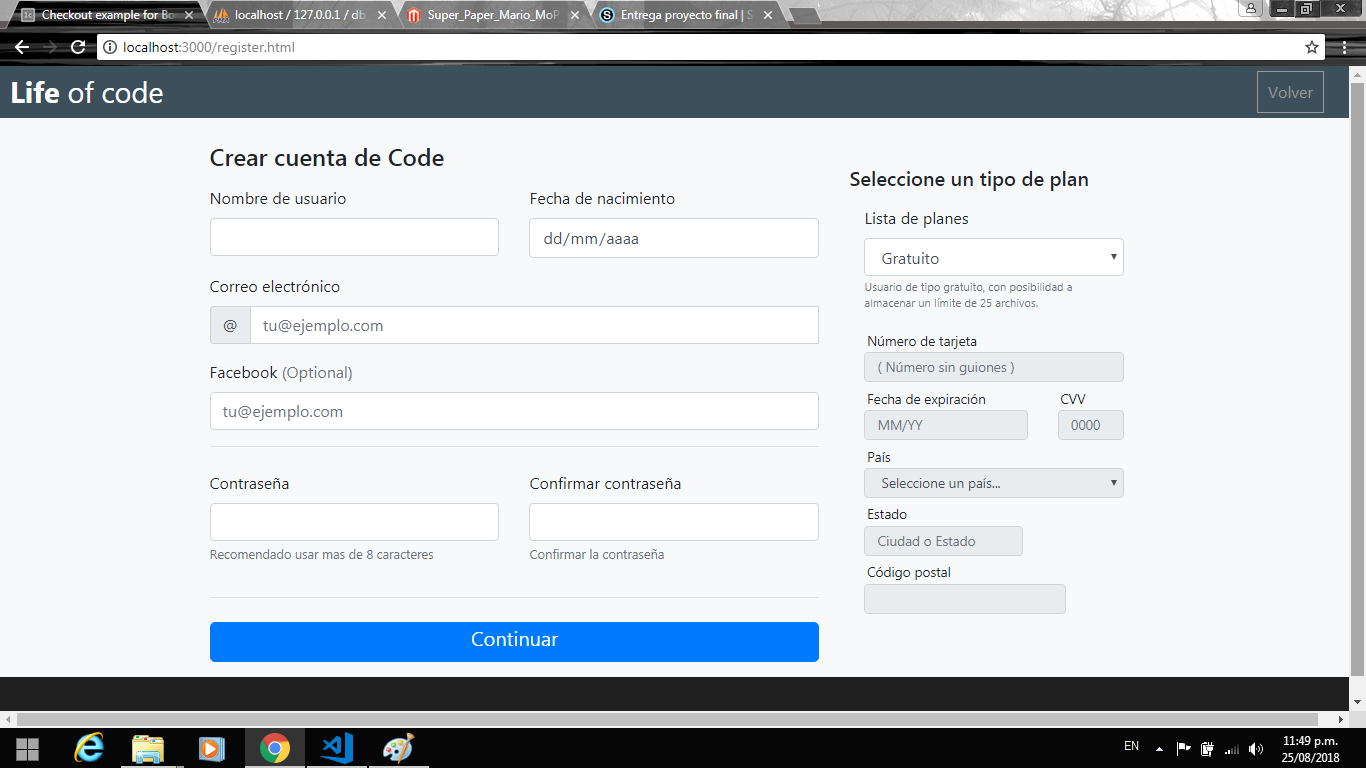 Checkout example for Bo
localhost / 127.0.0.1 / db
Super_Paper_Mario_MoP
Entrega proyecto final | S
localhost:3000/register.html
Life of code
Volver
Crear cuenta de Code
Nombre de usuario
Fecha de nacimiento
dd/mm/aaaa
Correo electrónico
@ tu@ejemplo.com
Facebook (Optional)
tu@ejemplo.com
Contraseña
Confirmar contraseña
Recomendado usar mas de 8 caracteres
Confirmar la contraseña
Continuar
Seleccione un tipo de plan
Lista de planes
Gratuito
Usuario de tipo gratuito, con posibilidad a
almacenar un límite de 25 archivos.
Número de tarjeta
( Número sin guiones )
Fecha de expiración
CVV
MM/YY
0000
País
Seleccione un país...
Estado
Ciudad o Estado
Código postal
EN
11:49 p.m.
25/08/2018